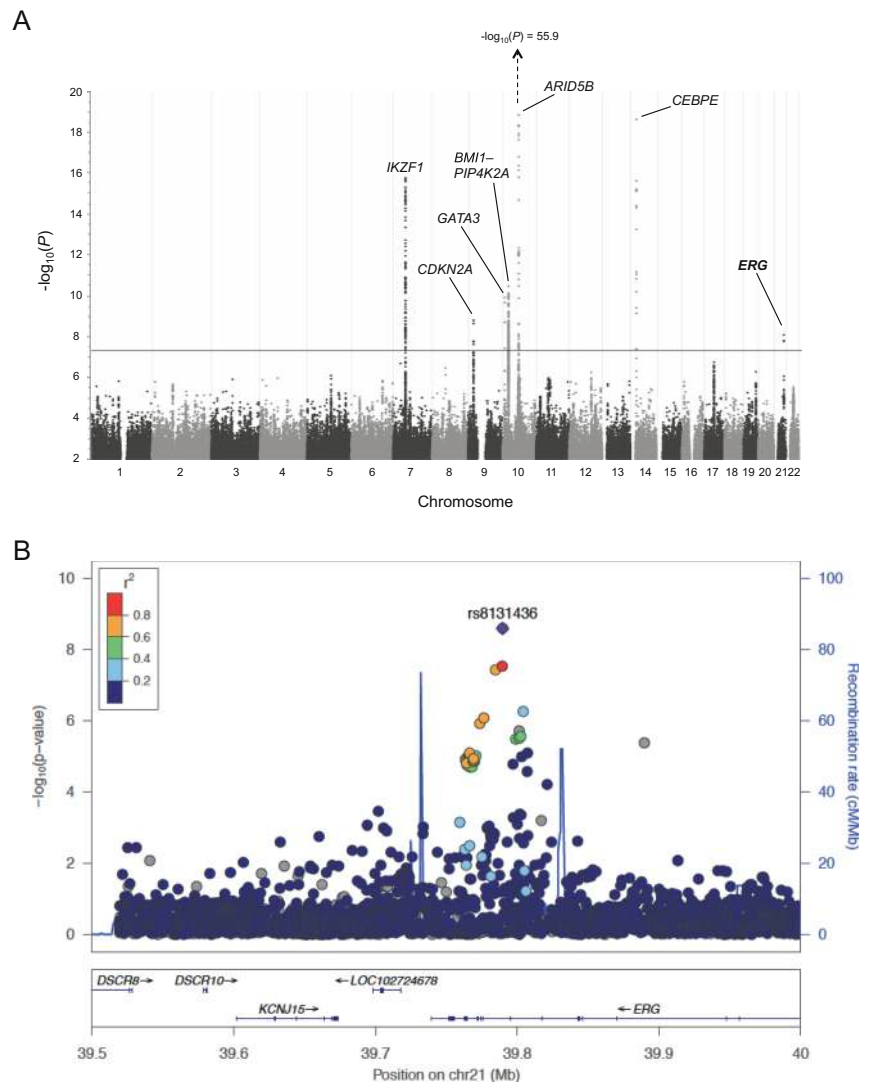 A
-log10(P) = 55.9
ARID5B
CEBPE
BMI1–
PIP4K2A
IKZF1
GATA3
CDKN2A
ERG
-log10(P)
20
18
16
14
12
10
8
6
4
2
1 2 3 4 5 6 7 8 9 10 11 12 13 14 15 16 17 18 19 20 21 22
Chromosome
B
r2
0.8
0.6
0.4
0.2
rs8131436
−log10(p−value)
10
8
6
4
2
0
Recombination rate (cM/Mb)
100
80
60
40
20
0
DSCR8→ DSCR10→ ←LOC102724678
KCNJ15→ ←ERG
39.5 39.6 39.7 39.8 39.9 40
Position on chr21 (Mb)